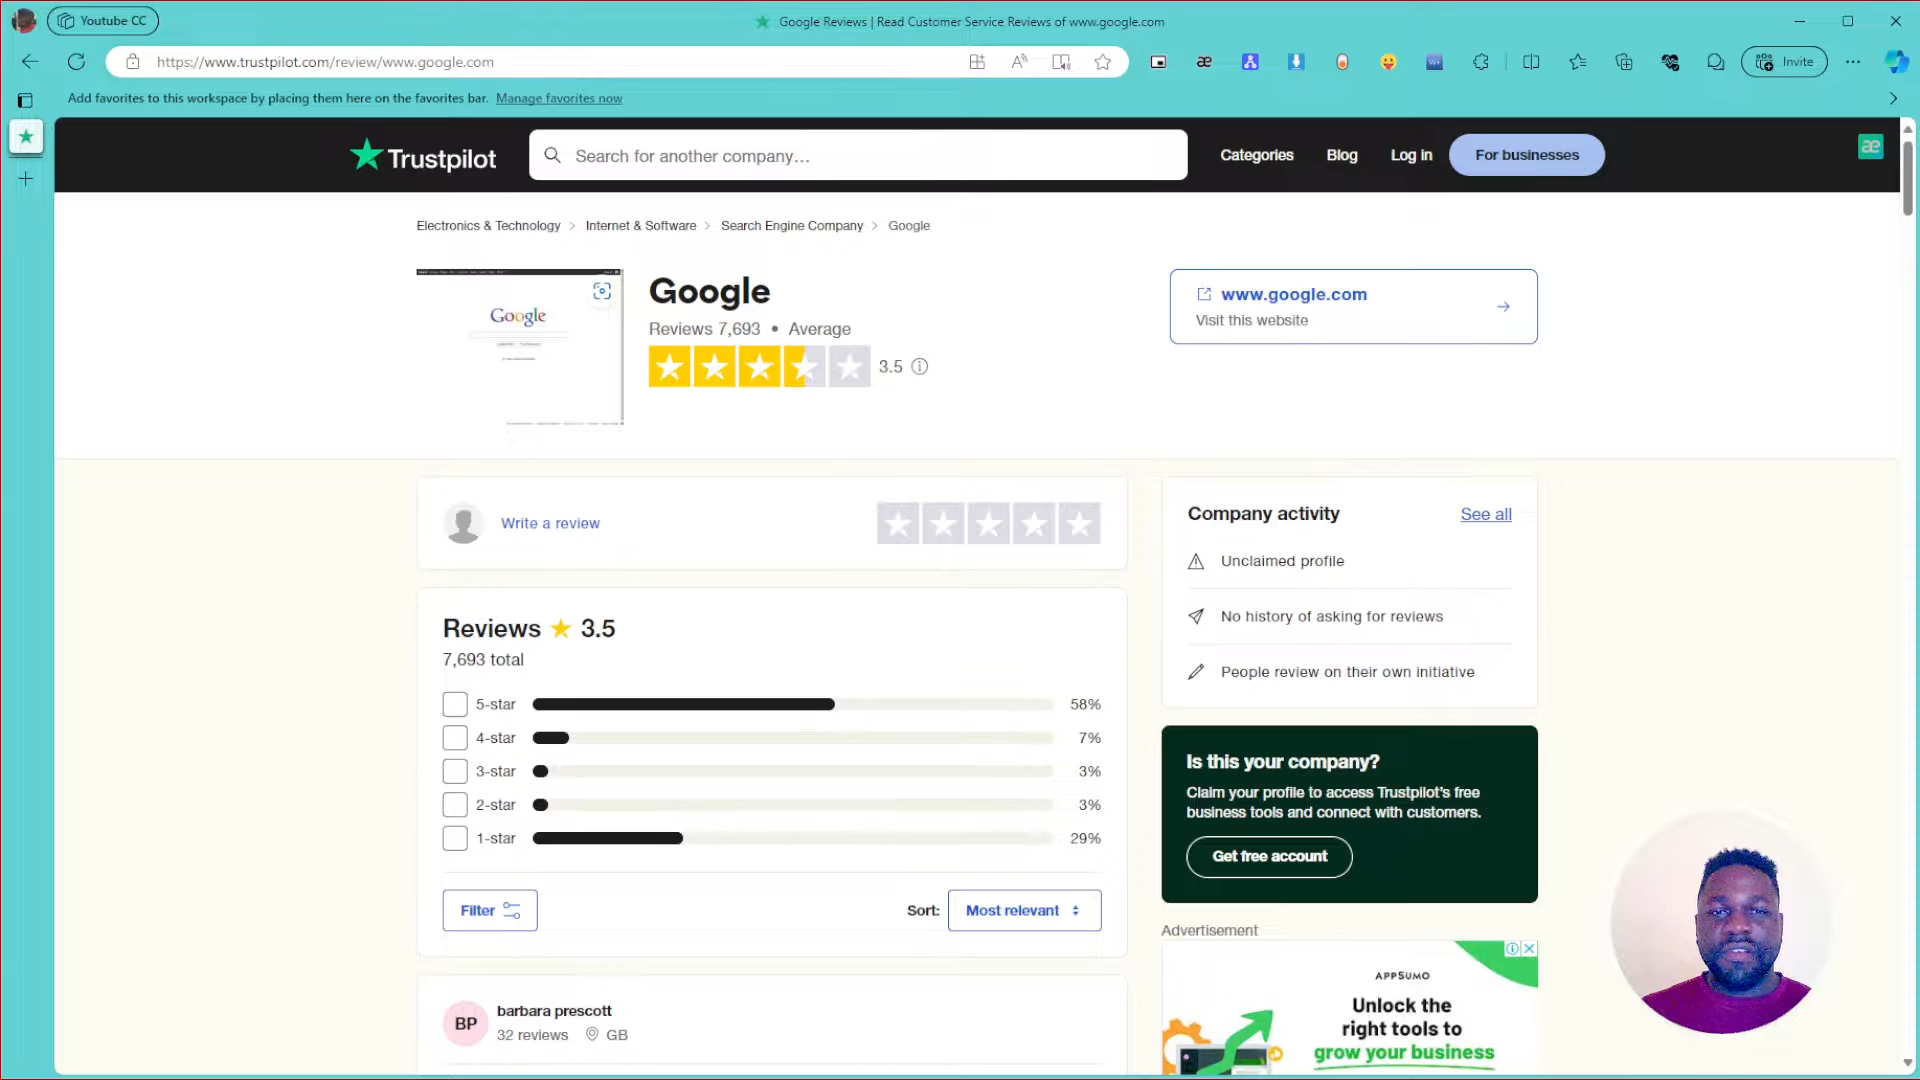 Youtube CC
Google Reviews | Read Customer Service Reviews of www.google.com
https://www.trustpilot.com/review/www.google.com
Invite
Add favorites to this workspace by placing them here on the favorites bar. Manage favorites now
Trustpilot
Search for another company…
Categories
Blog
Log in
For businesses
æ
Electronics & Technology > Internet & Software > Search Engine Company > Google
Google
Google
Reviews 7,693 • Average
3.5
www.google.com
Visit this website
Write a review
Company activity
See all
Unclaimed profile
No history of asking for reviews
People review on their own initiative
Reviews ★ 3.5
7,693 total
5-star 58%
4-star 7%
3-star 3%
2-star 3%
1-star 29%
Filter
Sort:
Most relevant
Is this your company?
Claim your profile to access Trustpilot's free
business tools and connect with customers.
Get free account
Advertisement
APPSUMO
Unlock the
right tools to
grow your business
BP
barbara prescott
32 reviews
GB